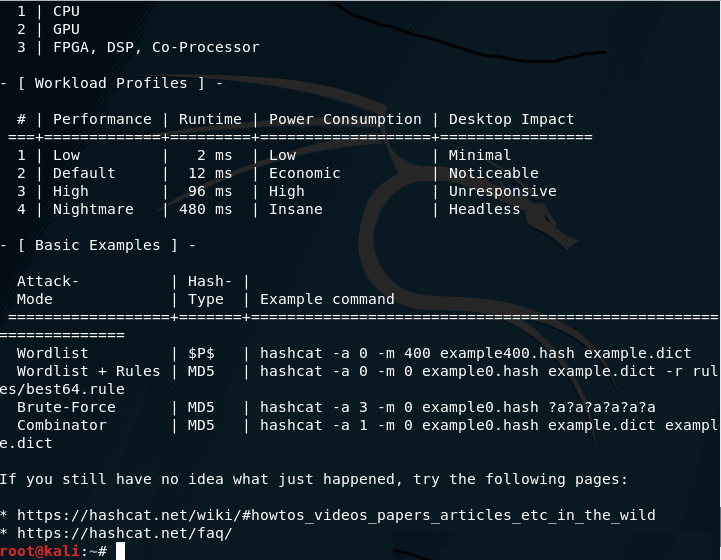 1 | CPU
2 | GPU
3 | FPGA, DSP, Co-Processor
- [ Workload Profiles ] -
# | Performance | Runtime | Power Consumption | Desktop Impact
===+=============+=========+===================+=================
1 | Low         |   2 ms  | Low               | Minimal
2 | Default     |  12 ms  | Economic          | Noticeable
3 | High        |  96 ms  | High              | Unresponsive
4 | Nightmare   | 480 ms  | Insane            | Headless
- [ Basic Examples ] -
Attack-          | Hash- |
Mode             | Type  | Example command
==================+=======+====================================================
==============
Wordlist         | $P$   | hashcat -a 0 -m 400 example400.hash example.dict
Wordlist + Rules | MD5   | hashcat -a 0 -m 0 example0.hash example.dict -r rul
es/best64.rule
Brute-Force      | MD5   | hashcat -a 3 -m 0 example0.hash ?a?a?a?a?a?a
Combinator       | MD5   | hashcat -a 1 -m 0 example0.hash example.dict exampl
e.dict
If you still have no idea what just happened, try the following pages:
* https://hashcat.net/wiki/#howtos_videos_papers_articles_etc_in_the_wild
* https://hashcat.net/faq/
root@kali:~#